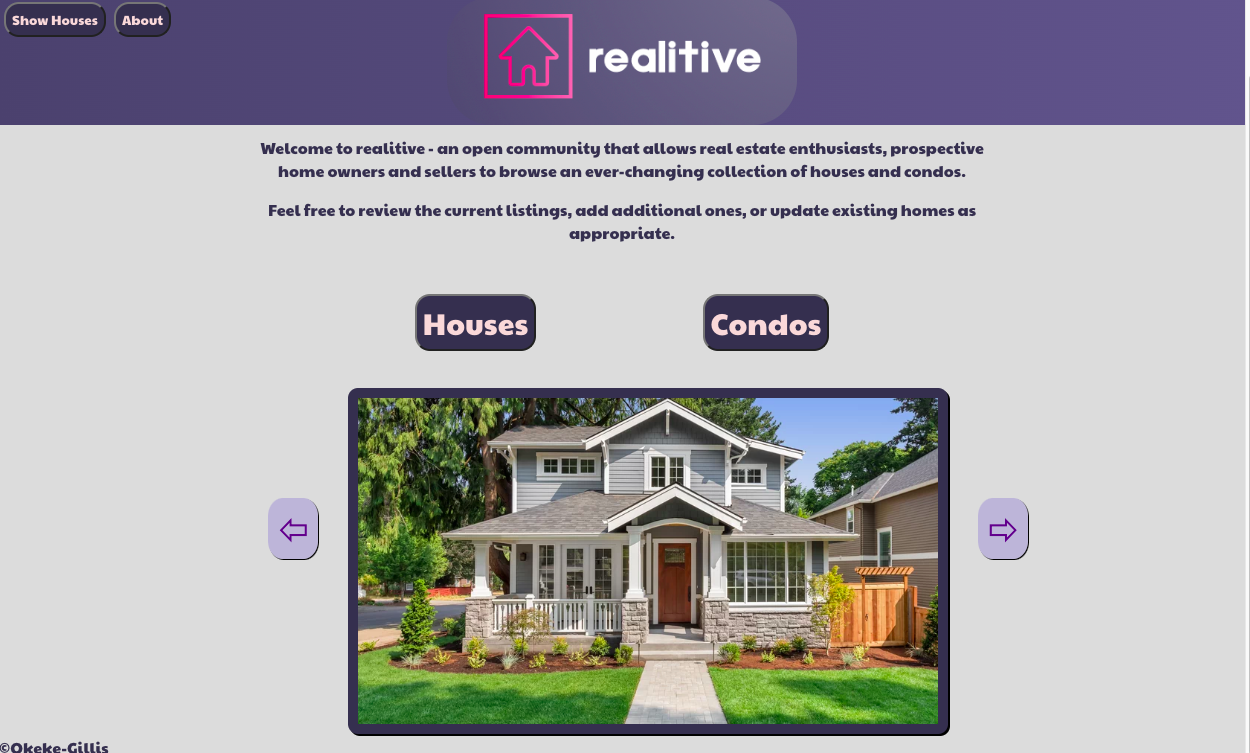 Show Houses About
realitive
Welcome to realitive - an open community that allows real estate enthusiasts, prospective
home owners and sellers to browse an ever-changing collection of houses and condos.
Feel free to review the current listings, add additional ones, or update existing homes as
appropriate.
Houses Condos
©Okeke-Gillis